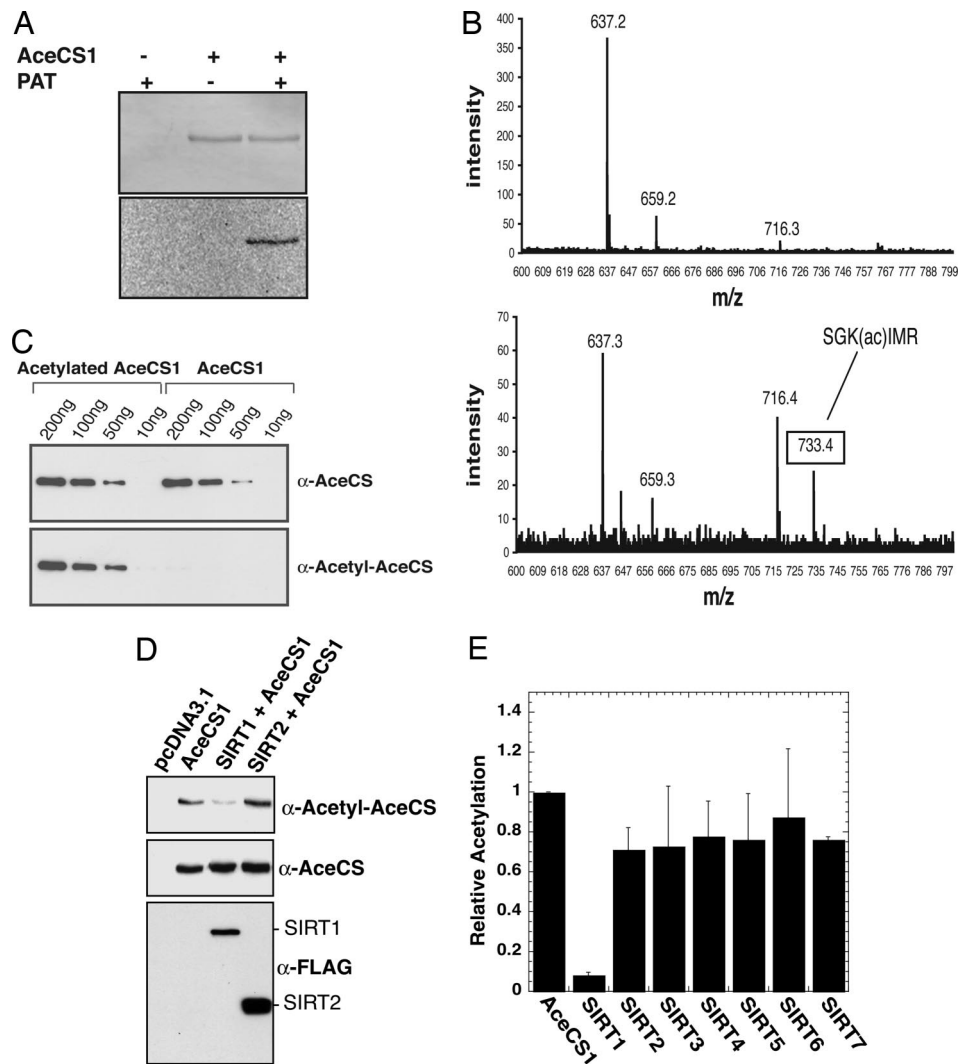 A
AceCS1 - + +
PAT + - +
B
400
350
300
250
200
150
100
50
0
intensity
637.2
659.2
716.3
600 609 619 628 637 647 657 666 676 686 696 706 716 726 736 746 757 767 777 788 799
m/z
70
60
50
40
30
20
10
0
intensity
637.3
659.3
716.4
733.4
SGK(ac)IMR
600 609 618 628 637 647 656 666 675 685 695 705 715 725 735 745 755 765 776 786 797
m/z
C
Acetylated AceCS1 AceCS1
200ng 100ng 50ng 10ng 200ng 100ng 50ng 10ng
α-AceCS
α-Acetyl-AceCS
D
pcDNA3.1
AceCS1
SIRT1 + AceCS1
SIRT2 + AceCS1
α-Acetyl-AceCS
α-AceCS
SIRT1
α-FLAG
SIRT2
E
1.4
1.2
1
0.8
0.6
0.4
0.2
0
Relative Acetylation
AceCS1 SIRT1 SIRT2 SIRT3 SIRT4 SIRT5 SIRT6 SIRT7